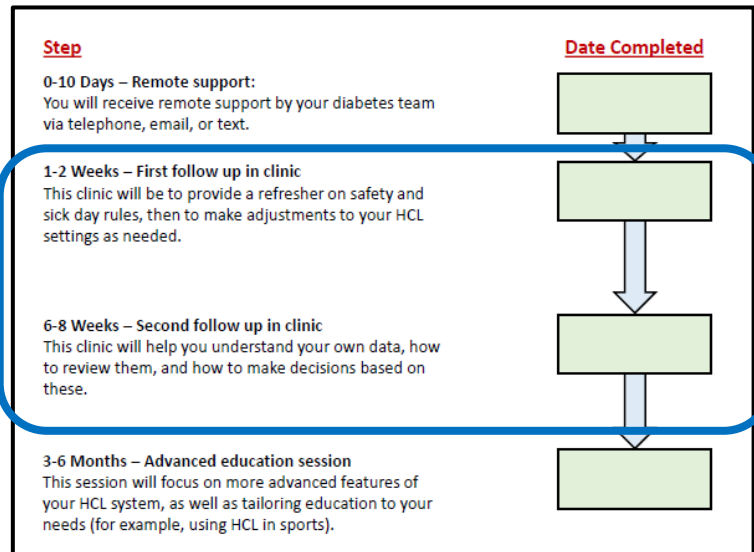 Step
Date Completed
0-10 Days – Remote support:
You will receive remote support by your diabetes team
via telephone, email, or text.
1-2 Weeks – First follow up in clinic
This clinic will be to provide a refresher on safety and
sick day rules, then to make adjustments to your HCL
settings as needed.
6-8 Weeks – Second follow up in clinic
This clinic will help you understand your own data, how
to review them, and how to make decisions based on
these.
3-6 Months – Advanced education session
This session will focus on more advanced features of
your HCL system, as well as tailoring education to your
needs (for example, using HCL in sports).